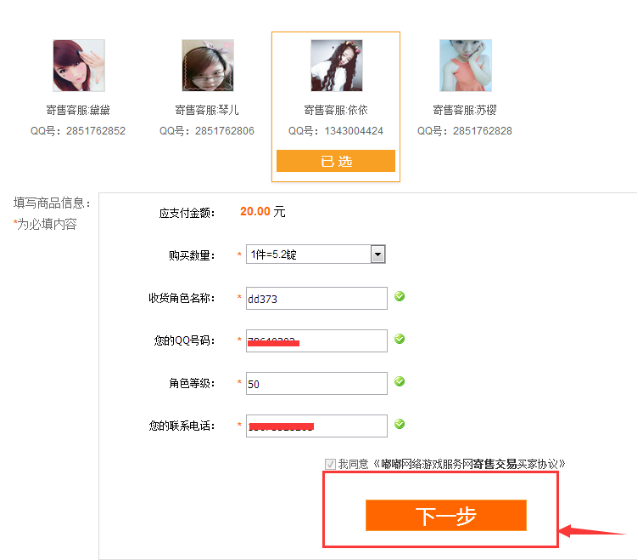 寄售客服:黛黛 寄售客服:琴儿 寄售客服:依依 寄售客服:苏樱
QQ号: 2851762852 QQ号: 2851762806 QQ号: 1343004424 QQ号: 2851762828
已 选
填写商品信息:
*为必填内容
应支付金额: 20.00 元
购买数量: * 1件=5.2锭
收货角色名称: * dd373
您的QQ号码: *
角色等级: * 50
您的联系电话: *
我同意《嘟嘟网络游戏服务网寄售交易买家协议》
下一步